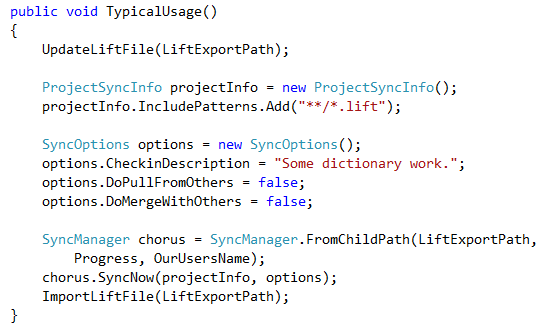 public void TypicalUsage()
{
    UpdateLiftFile(LiftExportPath);

    ProjectSyncInfo projectInfo = new ProjectSyncInfo();
    projectInfo.IncludePatterns.Add("**/*.lift");

    SyncOptions options = new SyncOptions();
    options.CheckinDescription = "Some dictionary work.";
    options.DoPullFromOthers = false;
    options.DoMergeWithOthers = false;

    SyncManager chorus = SyncManager.FromChildPath(LiftExportPath,
        Progress, OurUsersName);
    chorus.SyncNow(projectInfo, options);
    ImportLiftFile(LiftExportPath);
}